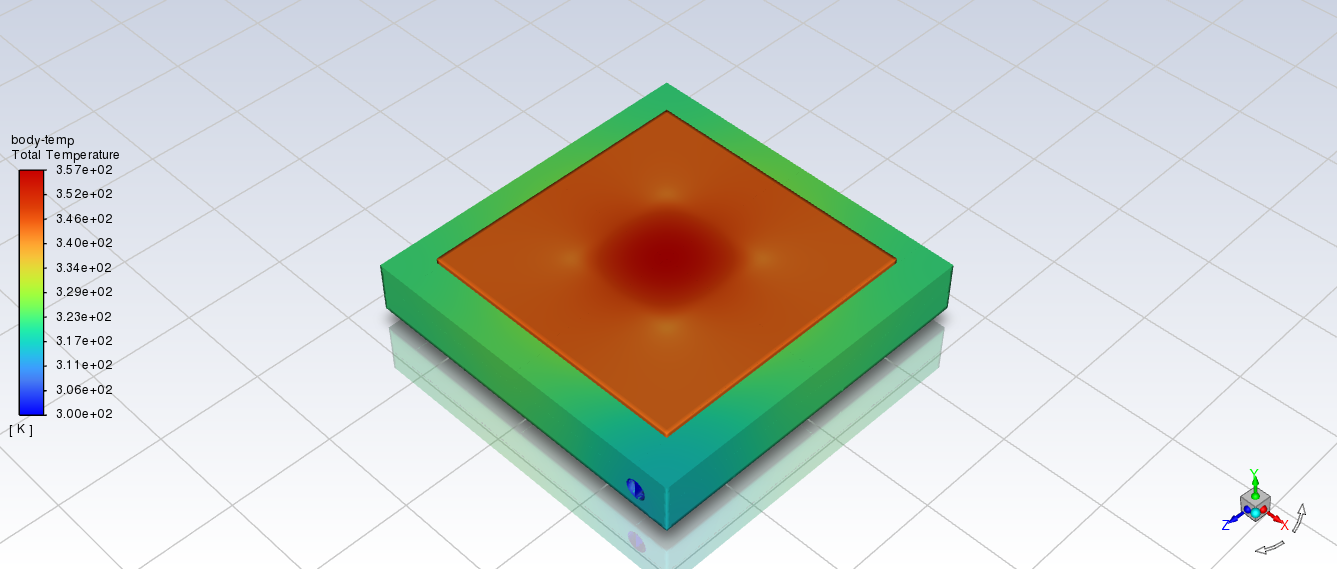 body-temp
Total Temperature
3.57e+02
3.52e+02
3.46e+02
3.40e+02
3.34e+02
3.29e+02
3.23e+02
3.17e+02
3.11e+02
3.06e+02
3.00e+02
[ K ]
Y
Z
X